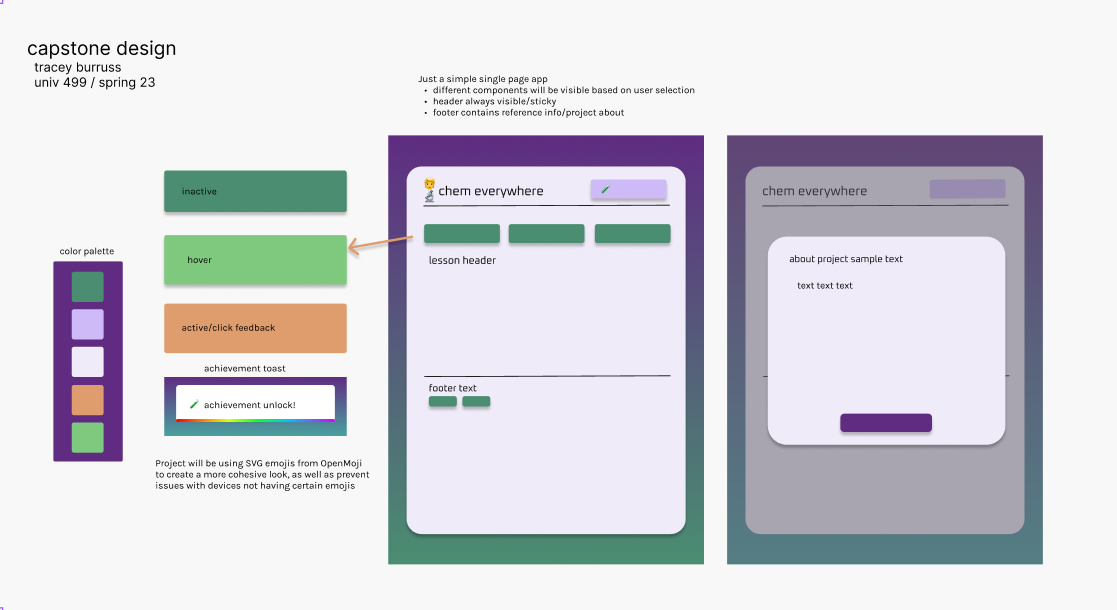 capstone design
tracey burruss
univ 499 / spring 23
Just a simple single page app
• different components will be visible based on user selection
• header always visible/sticky
• footer contains reference info/project about
color palette
inactive
hover
active/click feedback
achievement toast
achievement unlock!
Project will be using SVG emojis from OpenMoji
to create a more cohesive look, as well as prevent
issues with devices not having certain emojis
chem everywhere
lesson header
footer text
chem everywhere
about project sample text
text text text